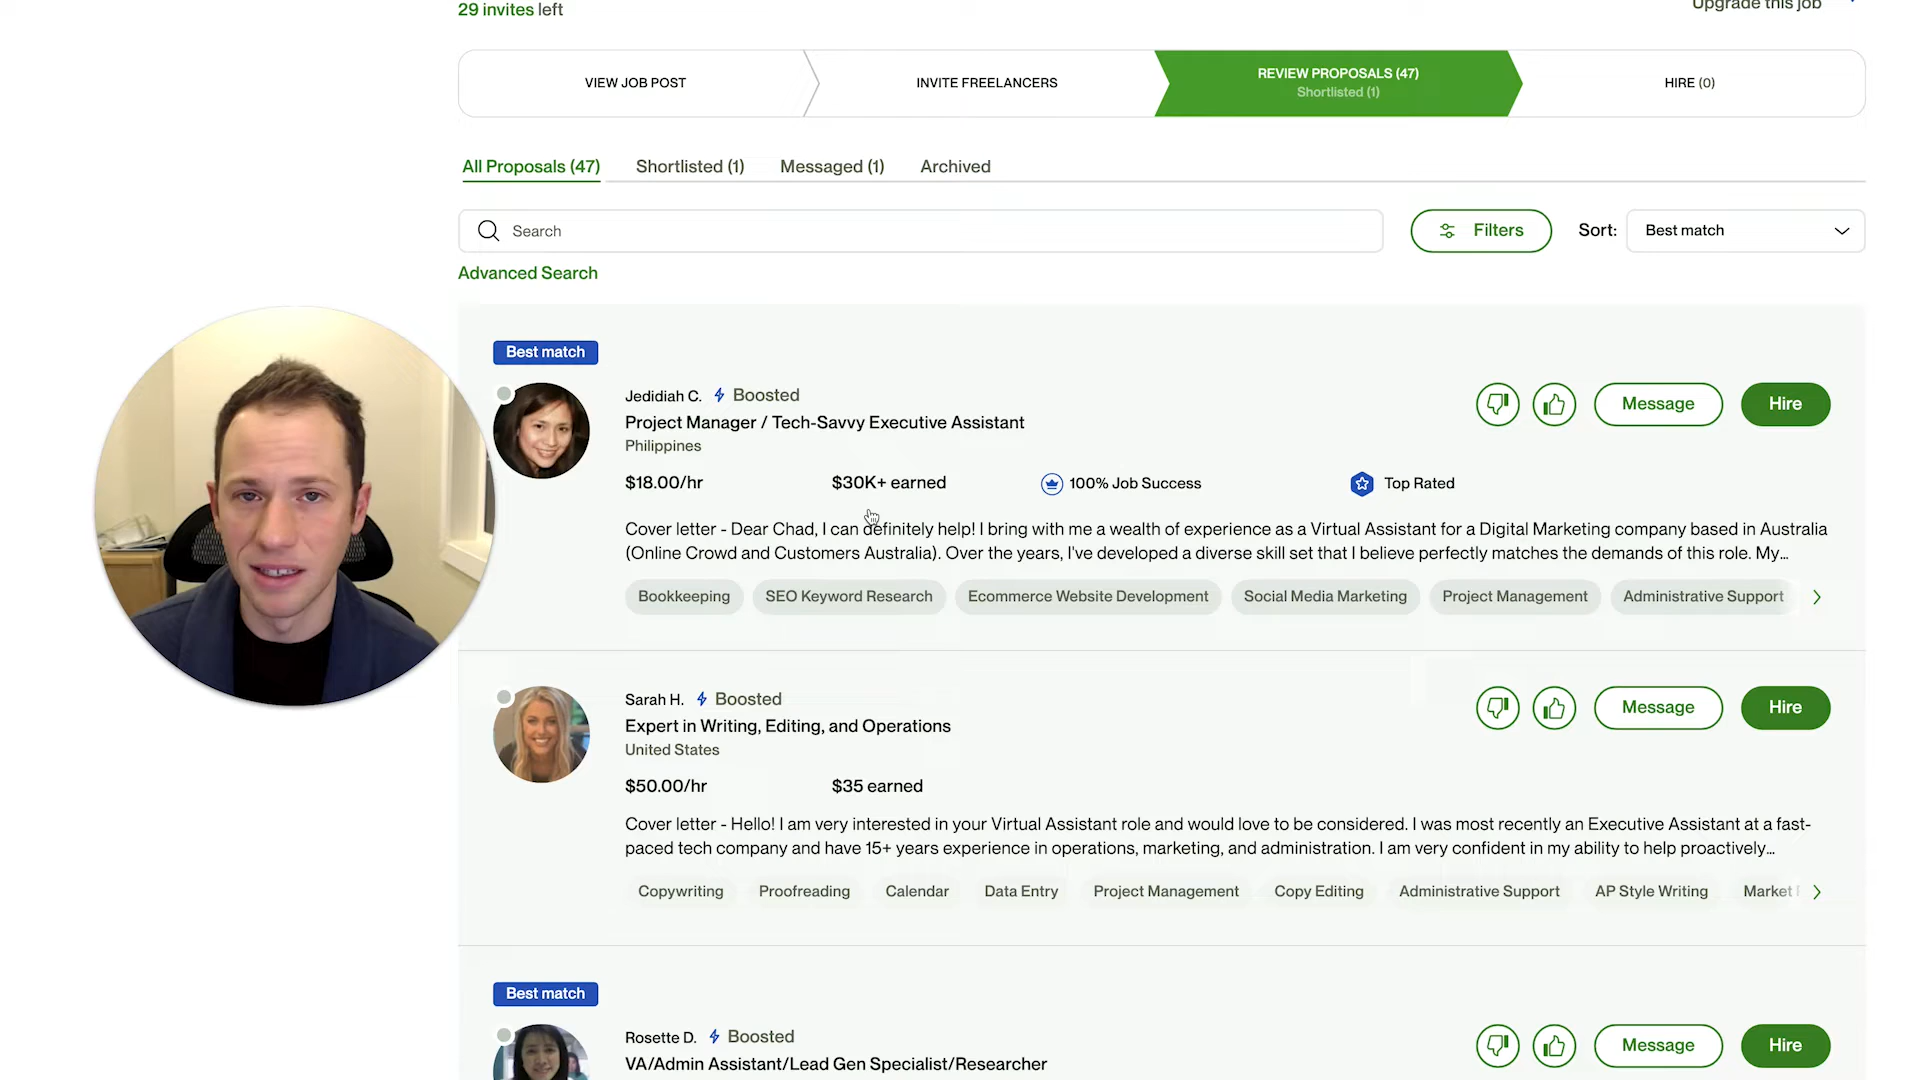 29 invites left
Upgrade this job
VIEW JOB POST
INVITE FREELANCERS
REVIEW PROPOSALS (47)
Shortlisted (1)
HIRE (0)
All Proposals (47)
Shortlisted (1)
Messaged (1)
Archived
Search
Filters
Sort:
Best match
Advanced Search
Best match
Jedidiah C.
Boosted
Project Manager / Tech-Savvy Executive Assistant
Philippines
Message
Hire
$18.00/hr
$30K+ earned
100% Job Success
Top Rated
Cover letter - Dear Chad, I can definitely help! I bring with me a wealth of experience as a Virtual Assistant for a Digital Marketing company based in Australia
(Online Crowd and Customers Australia). Over the years, I've developed a diverse skill set that I believe perfectly matches the demands of this role. My...
Bookkeeping
SEO Keyword Research
Ecommerce Website Development
Social Media Marketing
Project Management
Administrative Support
Sarah H.
Boosted
Expert in Writing, Editing, and Operations
United States
Message
Hire
$50.00/hr
$35 earned
Cover letter - Hello! I am very interested in your Virtual Assistant role and would love to be considered. I was most recently an Executive Assistant at a fast-
paced tech company and have 15+ years experience in operations, marketing, and administration. I am very confident in my ability to help proactively...
Copywriting
Proofreading
Calendar
Data Entry
Project Management
Copy Editing
Administrative Support
AP Style Writing
Market
Best match
Rosette D.
Boosted
VA/Admin Assistant/Lead Gen Specialist/Researcher
Message
Hire